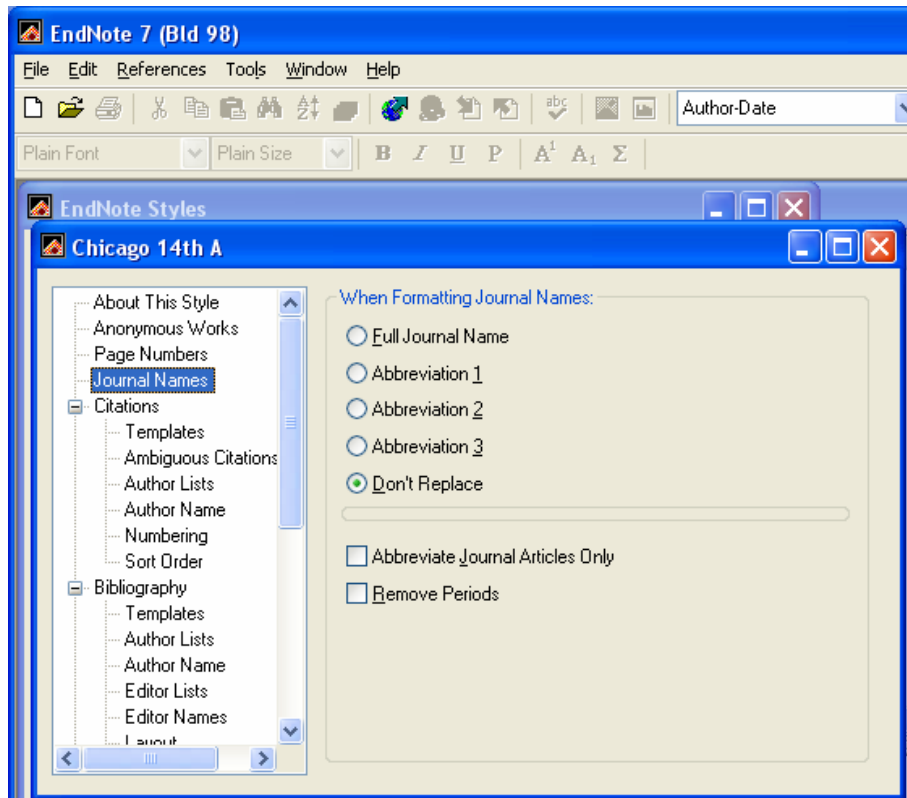 EndNote 7 (Bld 98)
File Edit References Tools Window Help
abc Author-Date
Plain Font Plain Size B I U P A1 A1 Σ
EndNote Styles
Chicago 14th A
About This Style
Anonymous Works
Page Numbers
Journal Names
Citations
Templates
Ambiguous Citations
Author Lists
Author Name
Numbering
Sort Order
Bibliography
Templates
Author Lists
Author Name
Editor Lists
Editor Names
Layout
When Formatting Journal Names:
Full Journal Name
Abbreviation 1
Abbreviation 2
Abbreviation 3
Don't Replace
Abbreviate Journal Articles Only
Remove Periods